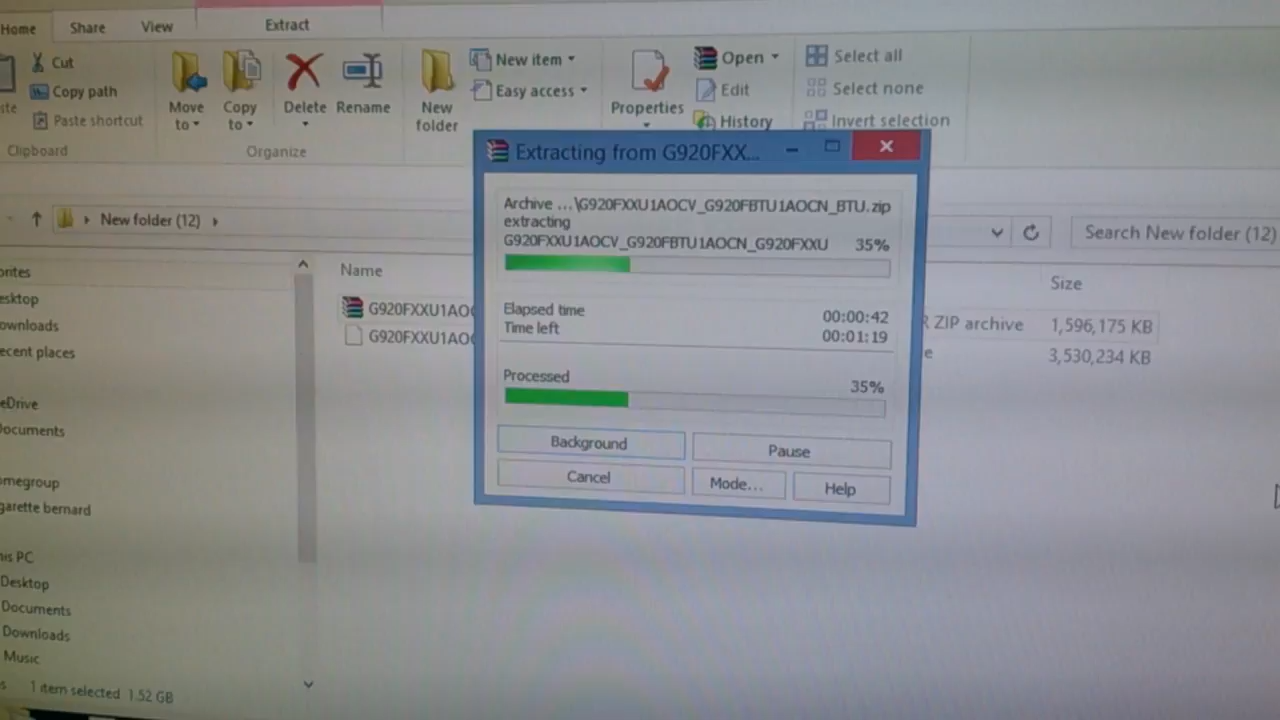 Home Share View Extract
Cut
Copy path
Paste shortcut
Clipboard
Move to
Copy to
Delete
Rename
Organize
New folder
New item
Easy access
Properties
Open
Edit
History
Select all
Select none
Invert selection
New folder (12)
Search New folder (12)
Name
Size
G920FXXU1AOC
ZIP archive
1,596,175 KB
G920FXXU1AOC
3,530,234 KB
Extracting from G920FXX...
Archive ...\G920FXXU1AOCV_G920FBTU1AOCN_BTU.zip
extracting
G920FXXU1AOCV_G920FBTU1AOCN_G920FXXU 35%
Elapsed time 00:00:42
Time left 00:01:19
Processed 35%
Background
Pause
Cancel
Mode...
Help
orites
esktop
ownloads
ecent places
eDrive
Documents
omegroup
garette bernard
his PC
Desktop
Documents
Downloads
Music
1 item selected 1.52 GB